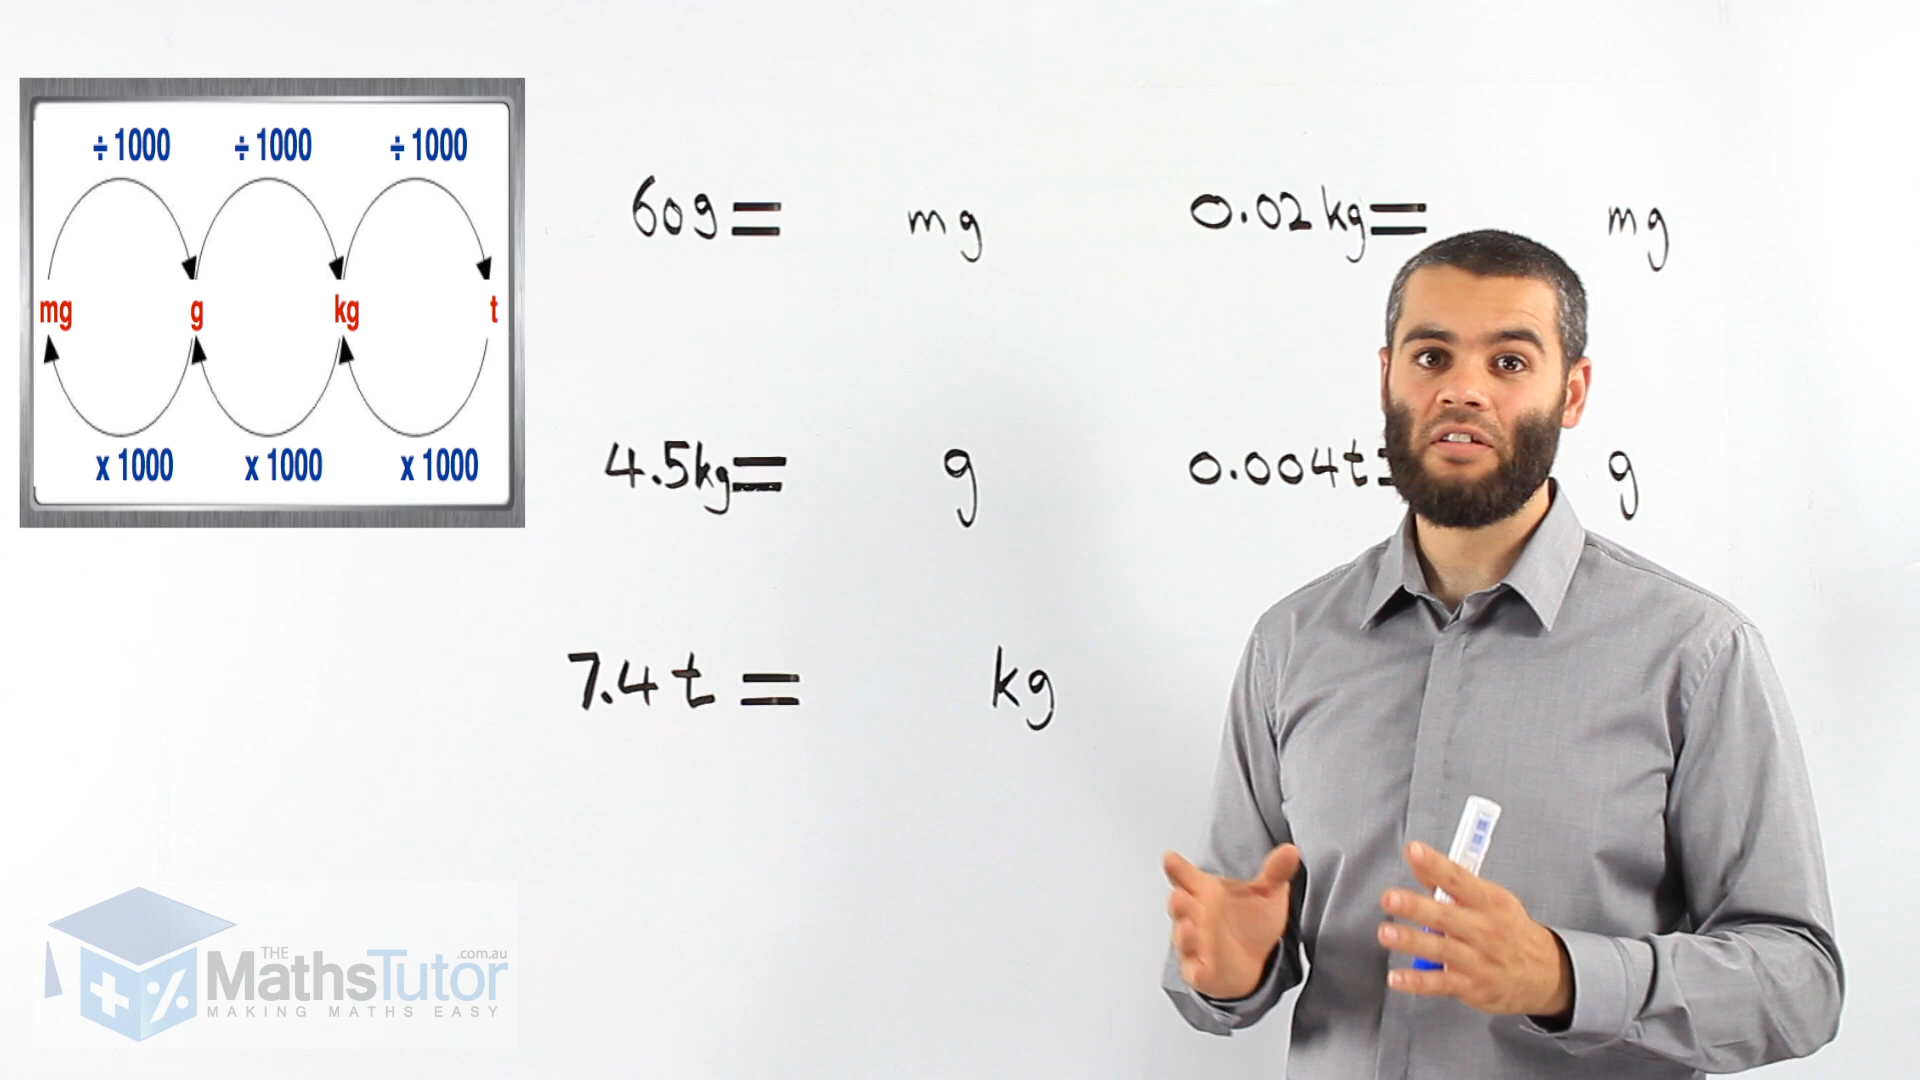 ÷ 1000 ÷ 1000 ÷ 1000
mg g kg t
x 1000 x 1000 x 1000
60g = mg
4.5kg = g
7.4 t = kg
0.02 kg = mg
0.004 t = g
THE MathsTutor .com.au
MAKING MATHS EASY